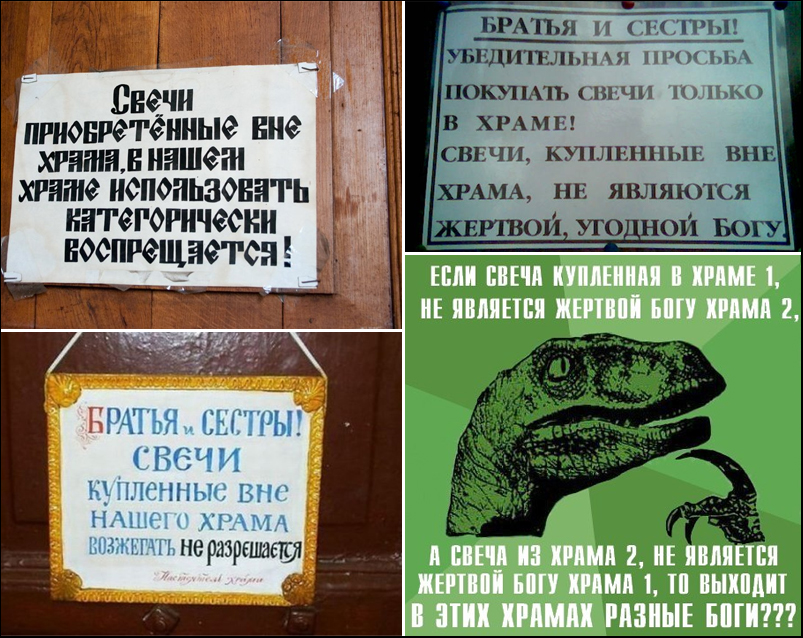 Свечи
приобретённые вне
храма, в нашем
храме использовать
категорически
воспрещается!
БРАТЬЯ И СЕСТРЫ!
УБЕДИТЕЛЬНАЯ ПРОСЬБА
ПОКУПАТЬ СВЕЧИ ТОЛЬКО
В ХРАМЕ!
СВЕЧИ, КУПЛЕННЫЕ ВНЕ
ХРАМА, НЕ ЯВЛЯЮТСЯ
ЖЕРТВОЙ, УГОДНОЙ БОГУ.
БРАТЬЯ и СЕСТРЫ!
СВЕЧИ
купленные вне
НАШЕГО ХРАМА
ВОЗЖЕГАТЬ не разрешается
Настоятель храма
ЕСЛИ СВЕЧА КУПЛЕННАЯ В ХРАМЕ 1,
НЕ ЯВЛЯЕТСЯ ЖЕРТВОЙ БОГУ ХРАМА 2,
А СВЕЧА ИЗ ХРАМА 2, НЕ ЯВЛЯЕТСЯ
ЖЕРТВОЙ БОГУ ХРАМА 1, ТО ВЫХОДИТ
В ЭТИХ ХРАМАХ РАЗНЫЕ БОГИ???